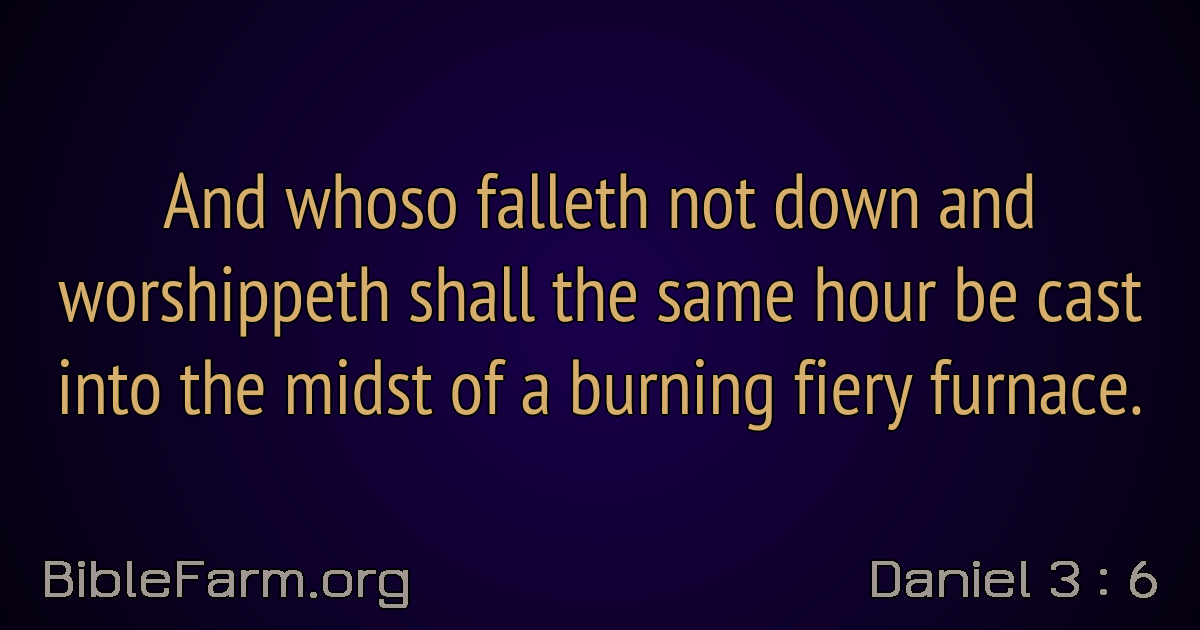 And whoso falleth not down and
worshippeth shall the same hour be cast
into the midst of a burning fiery furnace.
BibleFarm.org
Daniel 3 : 6